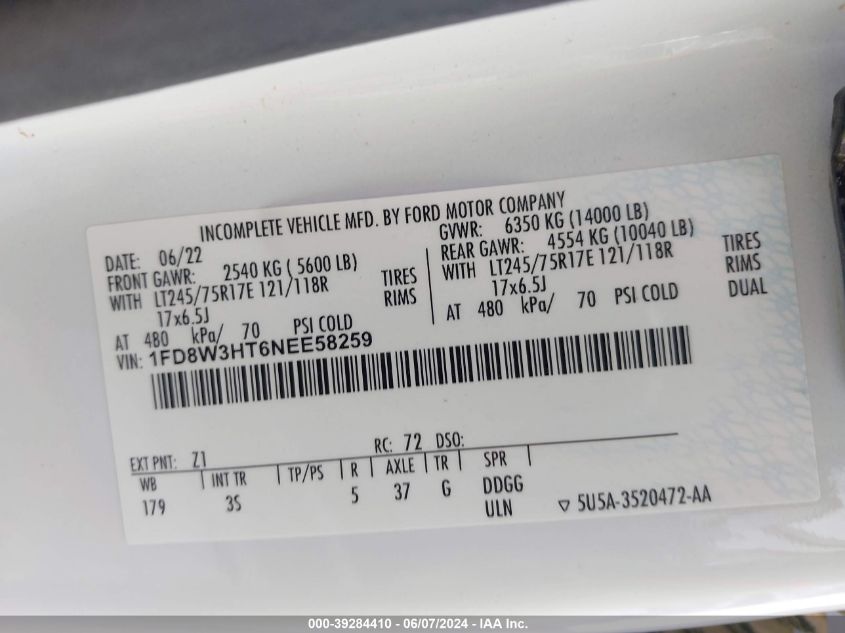 INCOMPLETE VEHICLE MFD. BY FORD MOTOR COMPANY
DATE: 06/22
FRONT GAWR: 2540 KG ( 5600 LB)
WITH LT245/75R17E 121/118R TIRES
17x6.5J RIMS
AT 480 kPa/ 70 PSI COLD
GVWR: 6350 KG (14000 LB)
REAR GAWR: 4554 KG (10040 LB)
WITH LT245/75R17E 121/118R TIRES
17x6.5J RIMS
AT 480 kPa/ 70 PSI COLD DUAL
VIN: 1FD8W3HT6NEE58259
EXT PNT: Z1 RC: 72 DSO:
WB INT TR TP/PS R AXLE TR SPR
179 3S 5 37 G DDGG
ULN 5U5A-3520472-AA
000-39284410 - 06/07/2024 - IAA Inc.